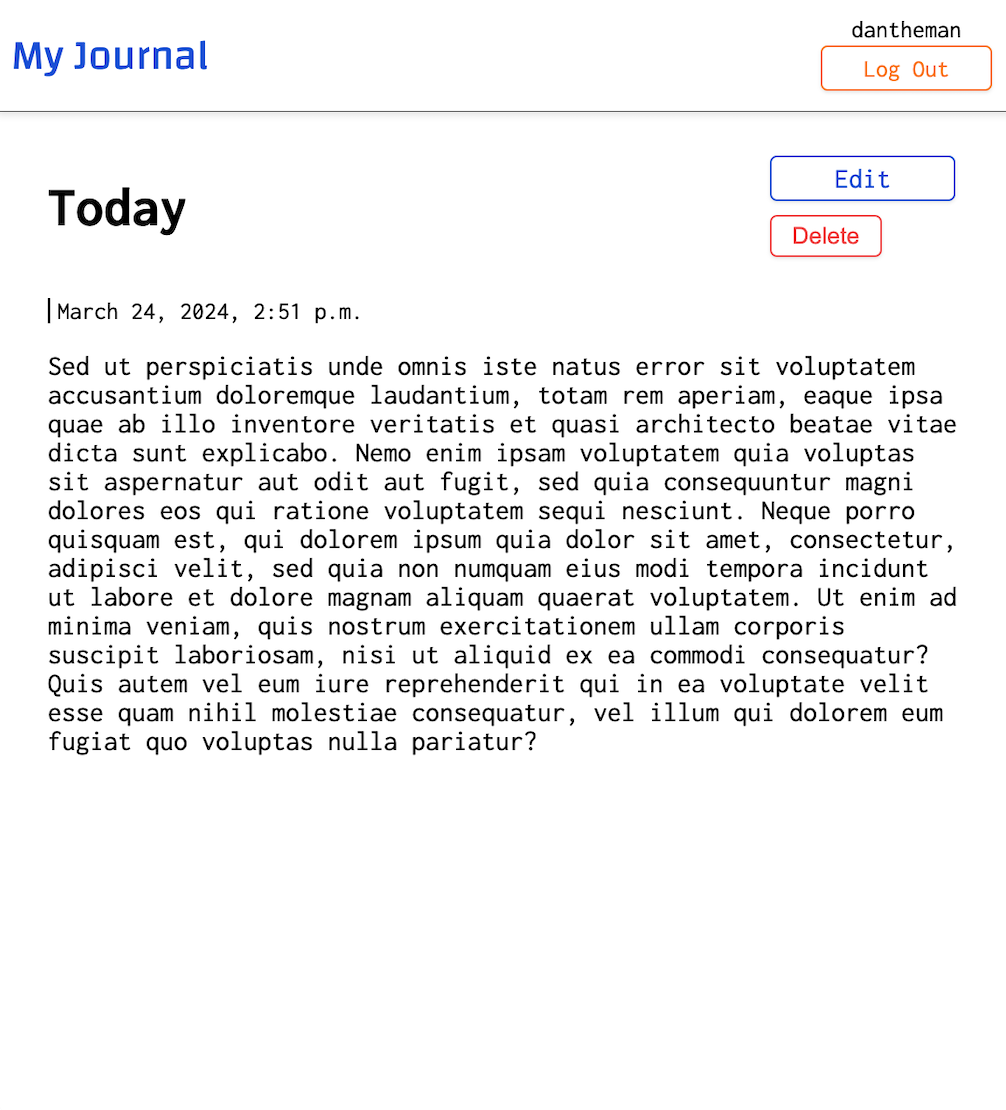 dantheman
My Journal
Log Out
Edit
Today
Delete
March 24, 2024, 2:51 p.m.
Sed ut perspiciatis unde omnis iste natus error sit voluptatem
accusantium doloremque laudantium, totam rem aperiam, eaque ipsa
quae ab illo inventore veritatis et quasi architecto beatae vitae
dicta sunt explicabo. Nemo enim ipsam voluptatem quia voluptas
sit aspernatur aut odit aut fugit, sed quia consequuntur magni
dolores eos qui ratione voluptatem sequi nesciunt. Neque porro
quisquam est, qui dolorem ipsum quia dolor sit amet, consectetur,
adipisci velit, sed quia non numquam eius modi tempora incidunt
ut labore et dolore magnam aliquam quaerat voluptatem. Ut enim ad
minima veniam, quis nostrum exercitationem ullam corporis
suscipit laboriosam, nisi ut aliquid ex ea commodi consequatur?
Quis autem vel eum iure reprehenderit qui in ea voluptate velit
esse quam nihil molestiae consequatur, vel illum qui dolorem eum
fugiat quo voluptas nulla pariatur?